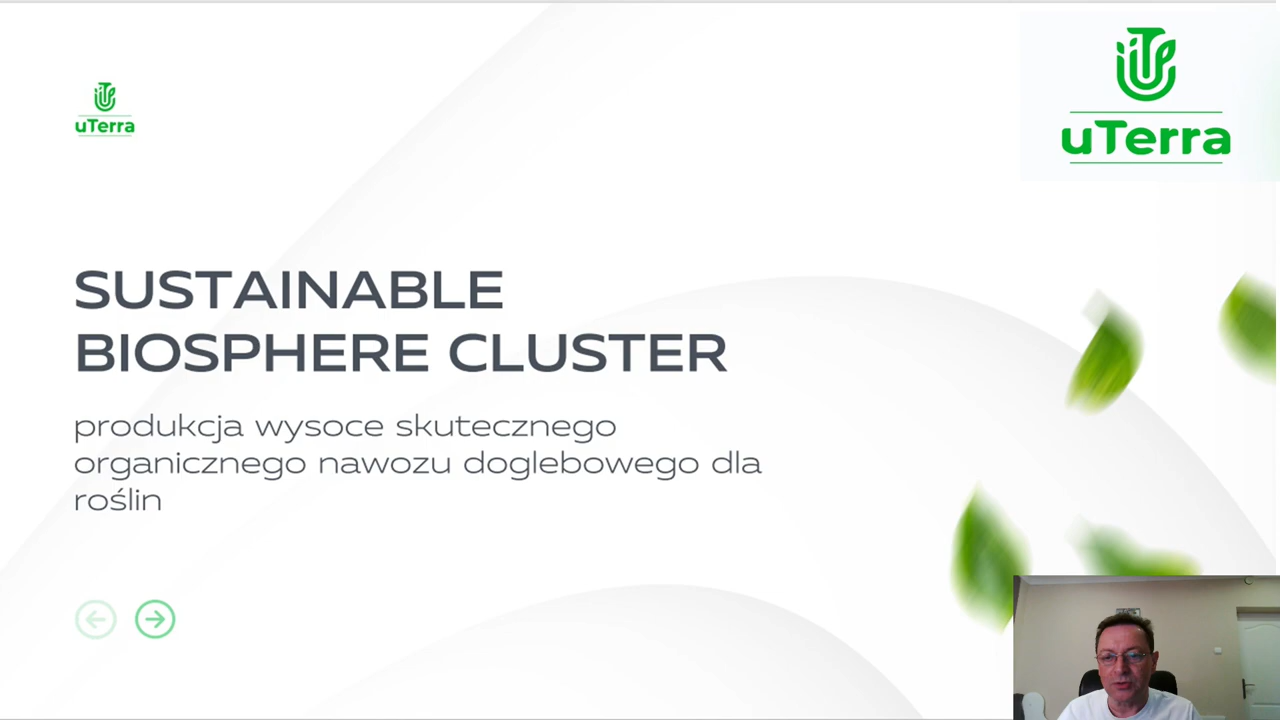 uTerra
uTerra
SUSTAINABLE
BIOSPHERE CLUSTER
produkcja wysoce skutecznego
organicznego nawozu doglebowego dla
roślin